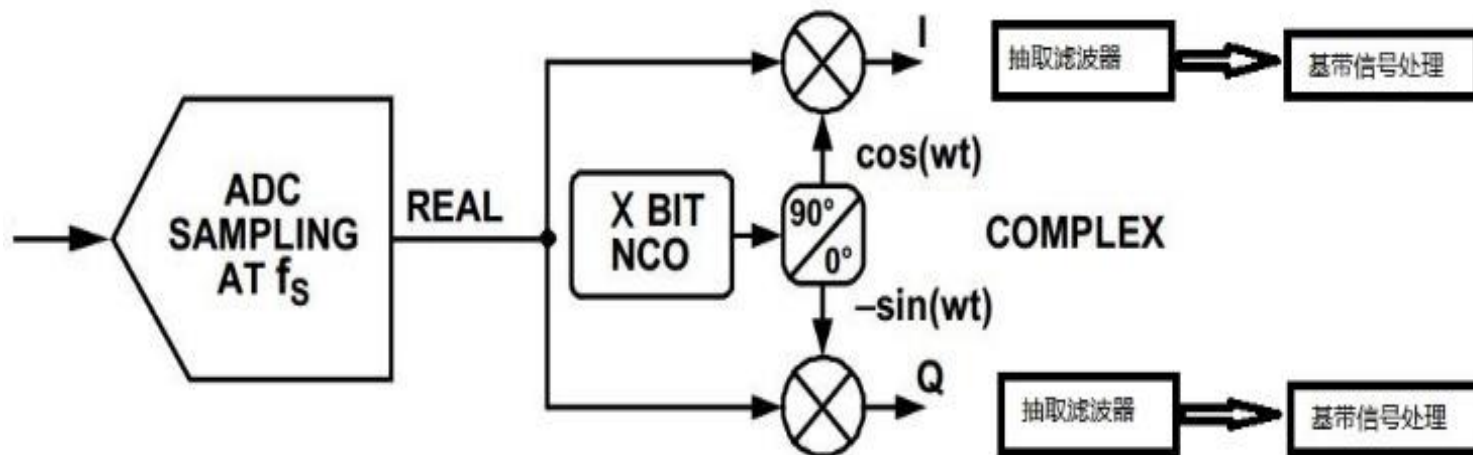 I
抽取滤波器
基带信号处理
cos(wt)
ADC
SAMPLING
AT fS
REAL
X BIT
NCO
90°
0°
COMPLEX
–sin(wt)
Q
抽取滤波器
基带信号处理